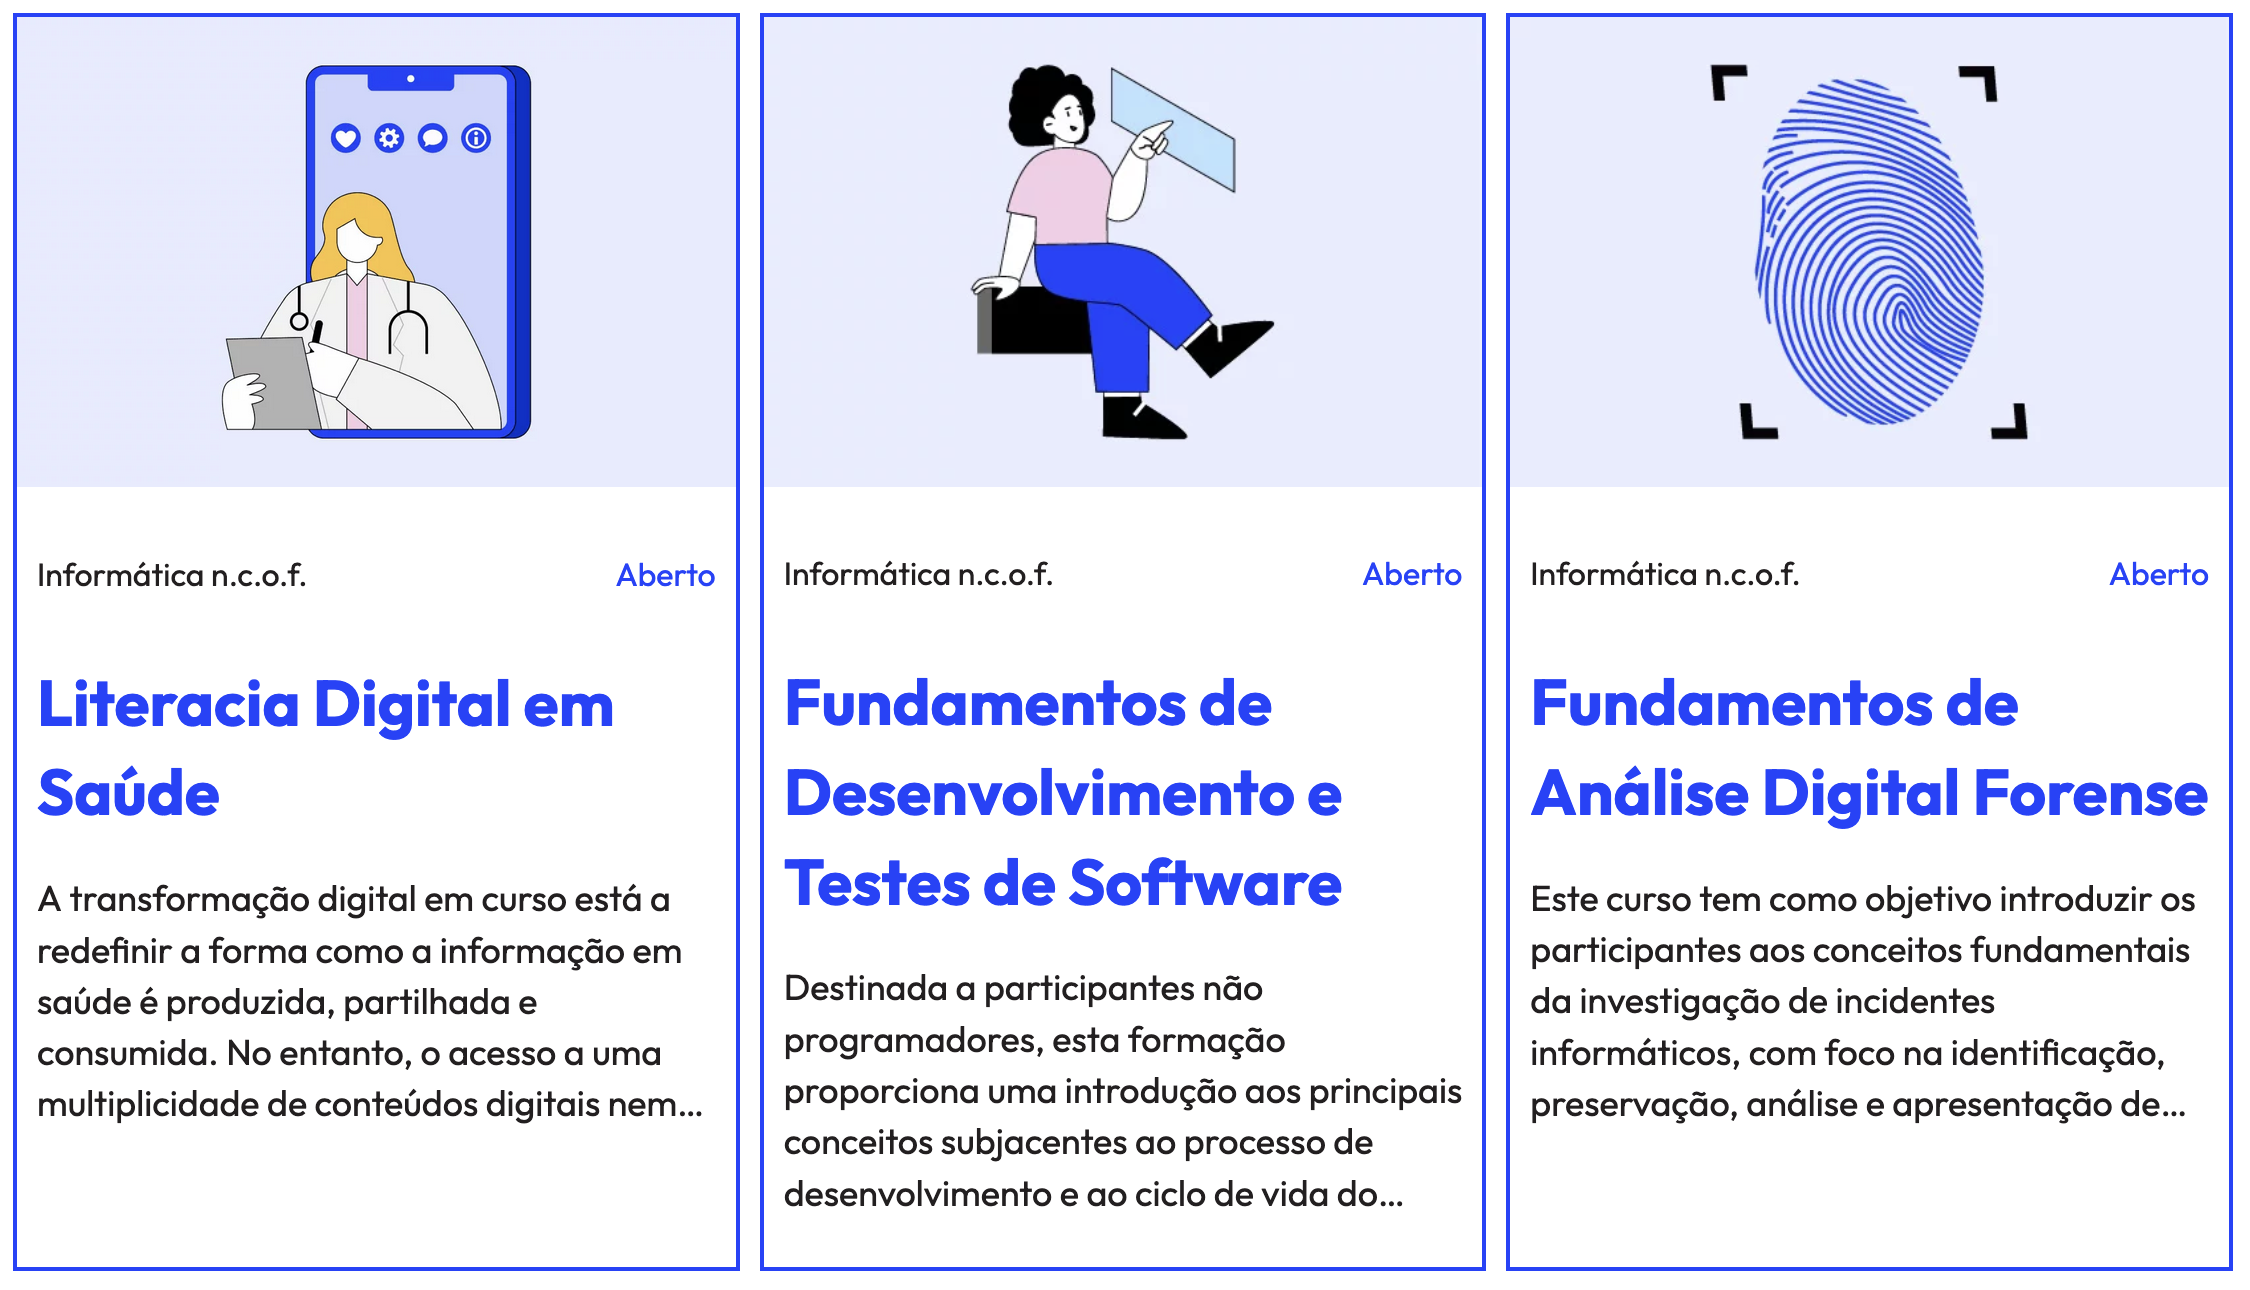 Informática n.c.o.f.
Aberto
Literacia Digital em
Saúde
A transformação digital em curso está a
redefinir a forma como a informação em
saúde é produzida, partilhada e
consumida. No entanto, o acesso a uma
multiplicidade de conteúdos digitais nem...
Informática n.c.o.f.
Aberto
Fundamentos de
Desenvolvimento e
Testes de Software
Destinada a participantes não
programadores, esta formação
proporciona uma introdução aos principais
conceitos subjacentes ao processo de
desenvolvimento e ao ciclo de vida do...
Informática n.c.o.f.
Aberto
Fundamentos de
Análise Digital Forense
Este curso tem como objetivo introduzir os
participantes aos conceitos fundamentais
da investigação de incidentes
informáticos, com foco na identificação,
preservação, análise e apresentação de...